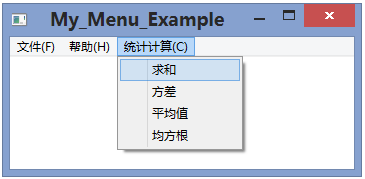 My_Menu_Example
文件(F) 帮助(H) 统计计算(C)
求和
方差
平均值
均方根